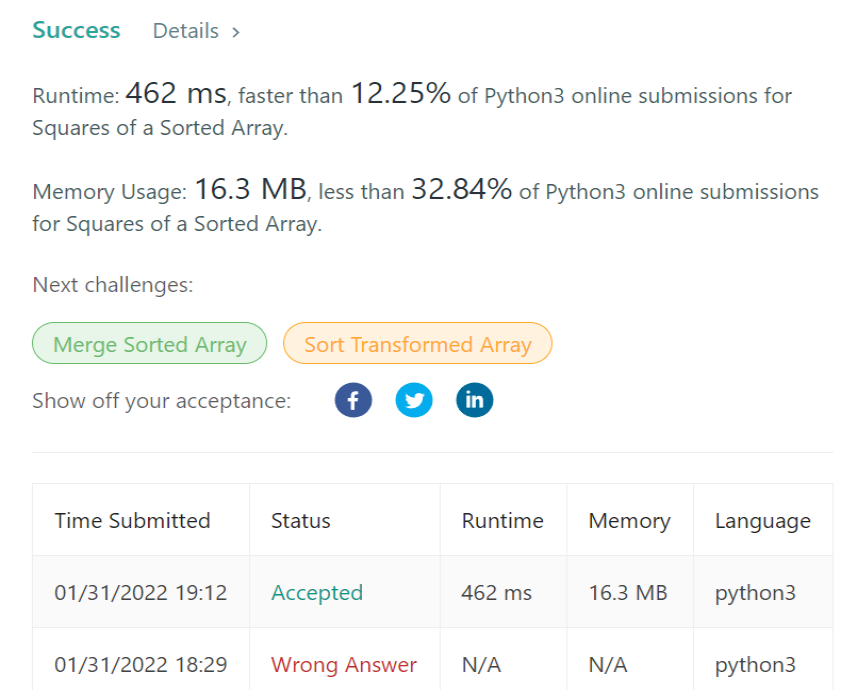 Success Details >
Runtime: 462 ms, faster than 12.25% of Python3 online submissions for
Squares of a Sorted Array.
Memory Usage: 16.3 MB, less than 32.84% of Python3 online submissions
for Squares of a Sorted Array.
Next challenges:
Merge Sorted Array Sort Transformed Array
Show off your acceptance: f in
Time Submitted Status Runtime Memory Language
01/31/2022 19:12 Accepted 462 ms 16.3 MB python3
01/31/2022 18:29 Wrong Answer N/A N/A python3